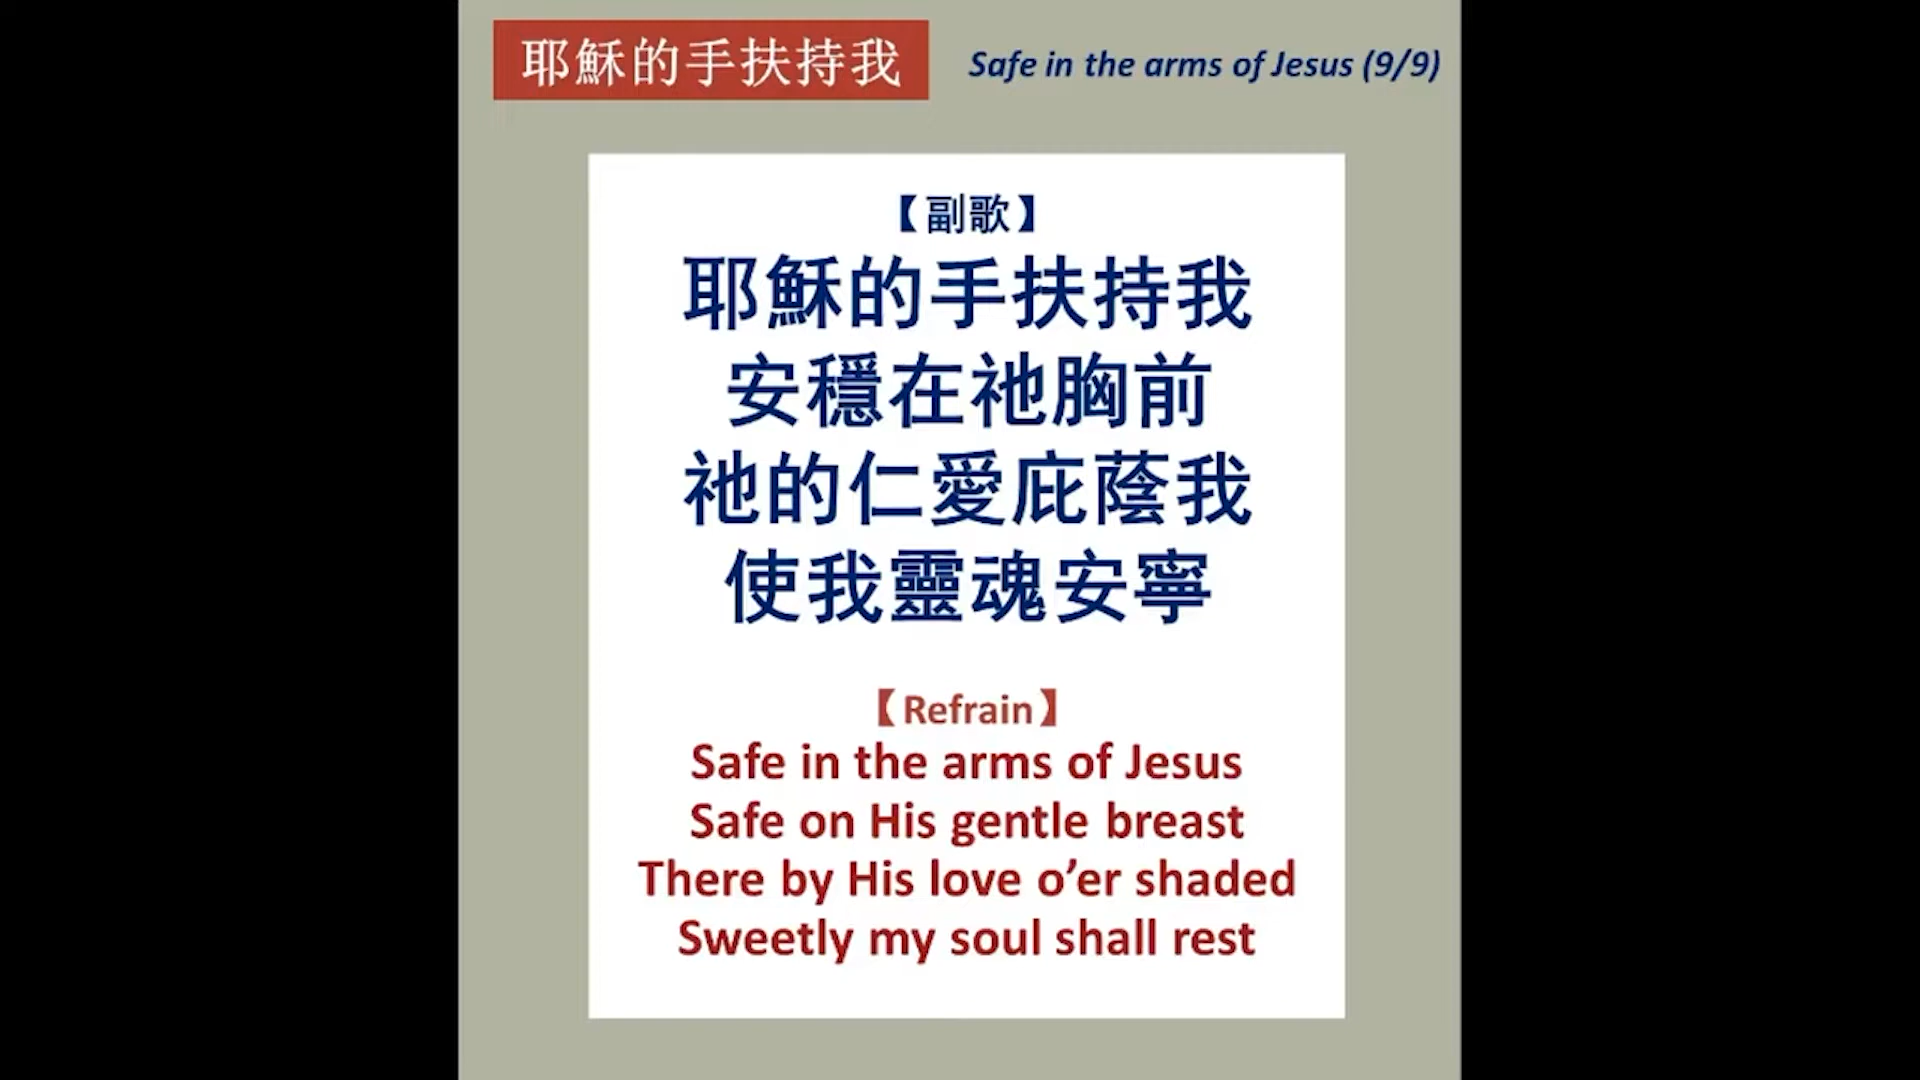 耶穌的手扶持我
Safe in the arms of Jesus (9/9)
【副歌】
耶穌的手扶持我
安穩在祂胸前
祂的仁愛庇蔭我
使我靈魂安寧
【Refrain】
Safe in the arms of Jesus
Safe on His gentle breast
There by His love o’er shaded
Sweetly my soul shall rest